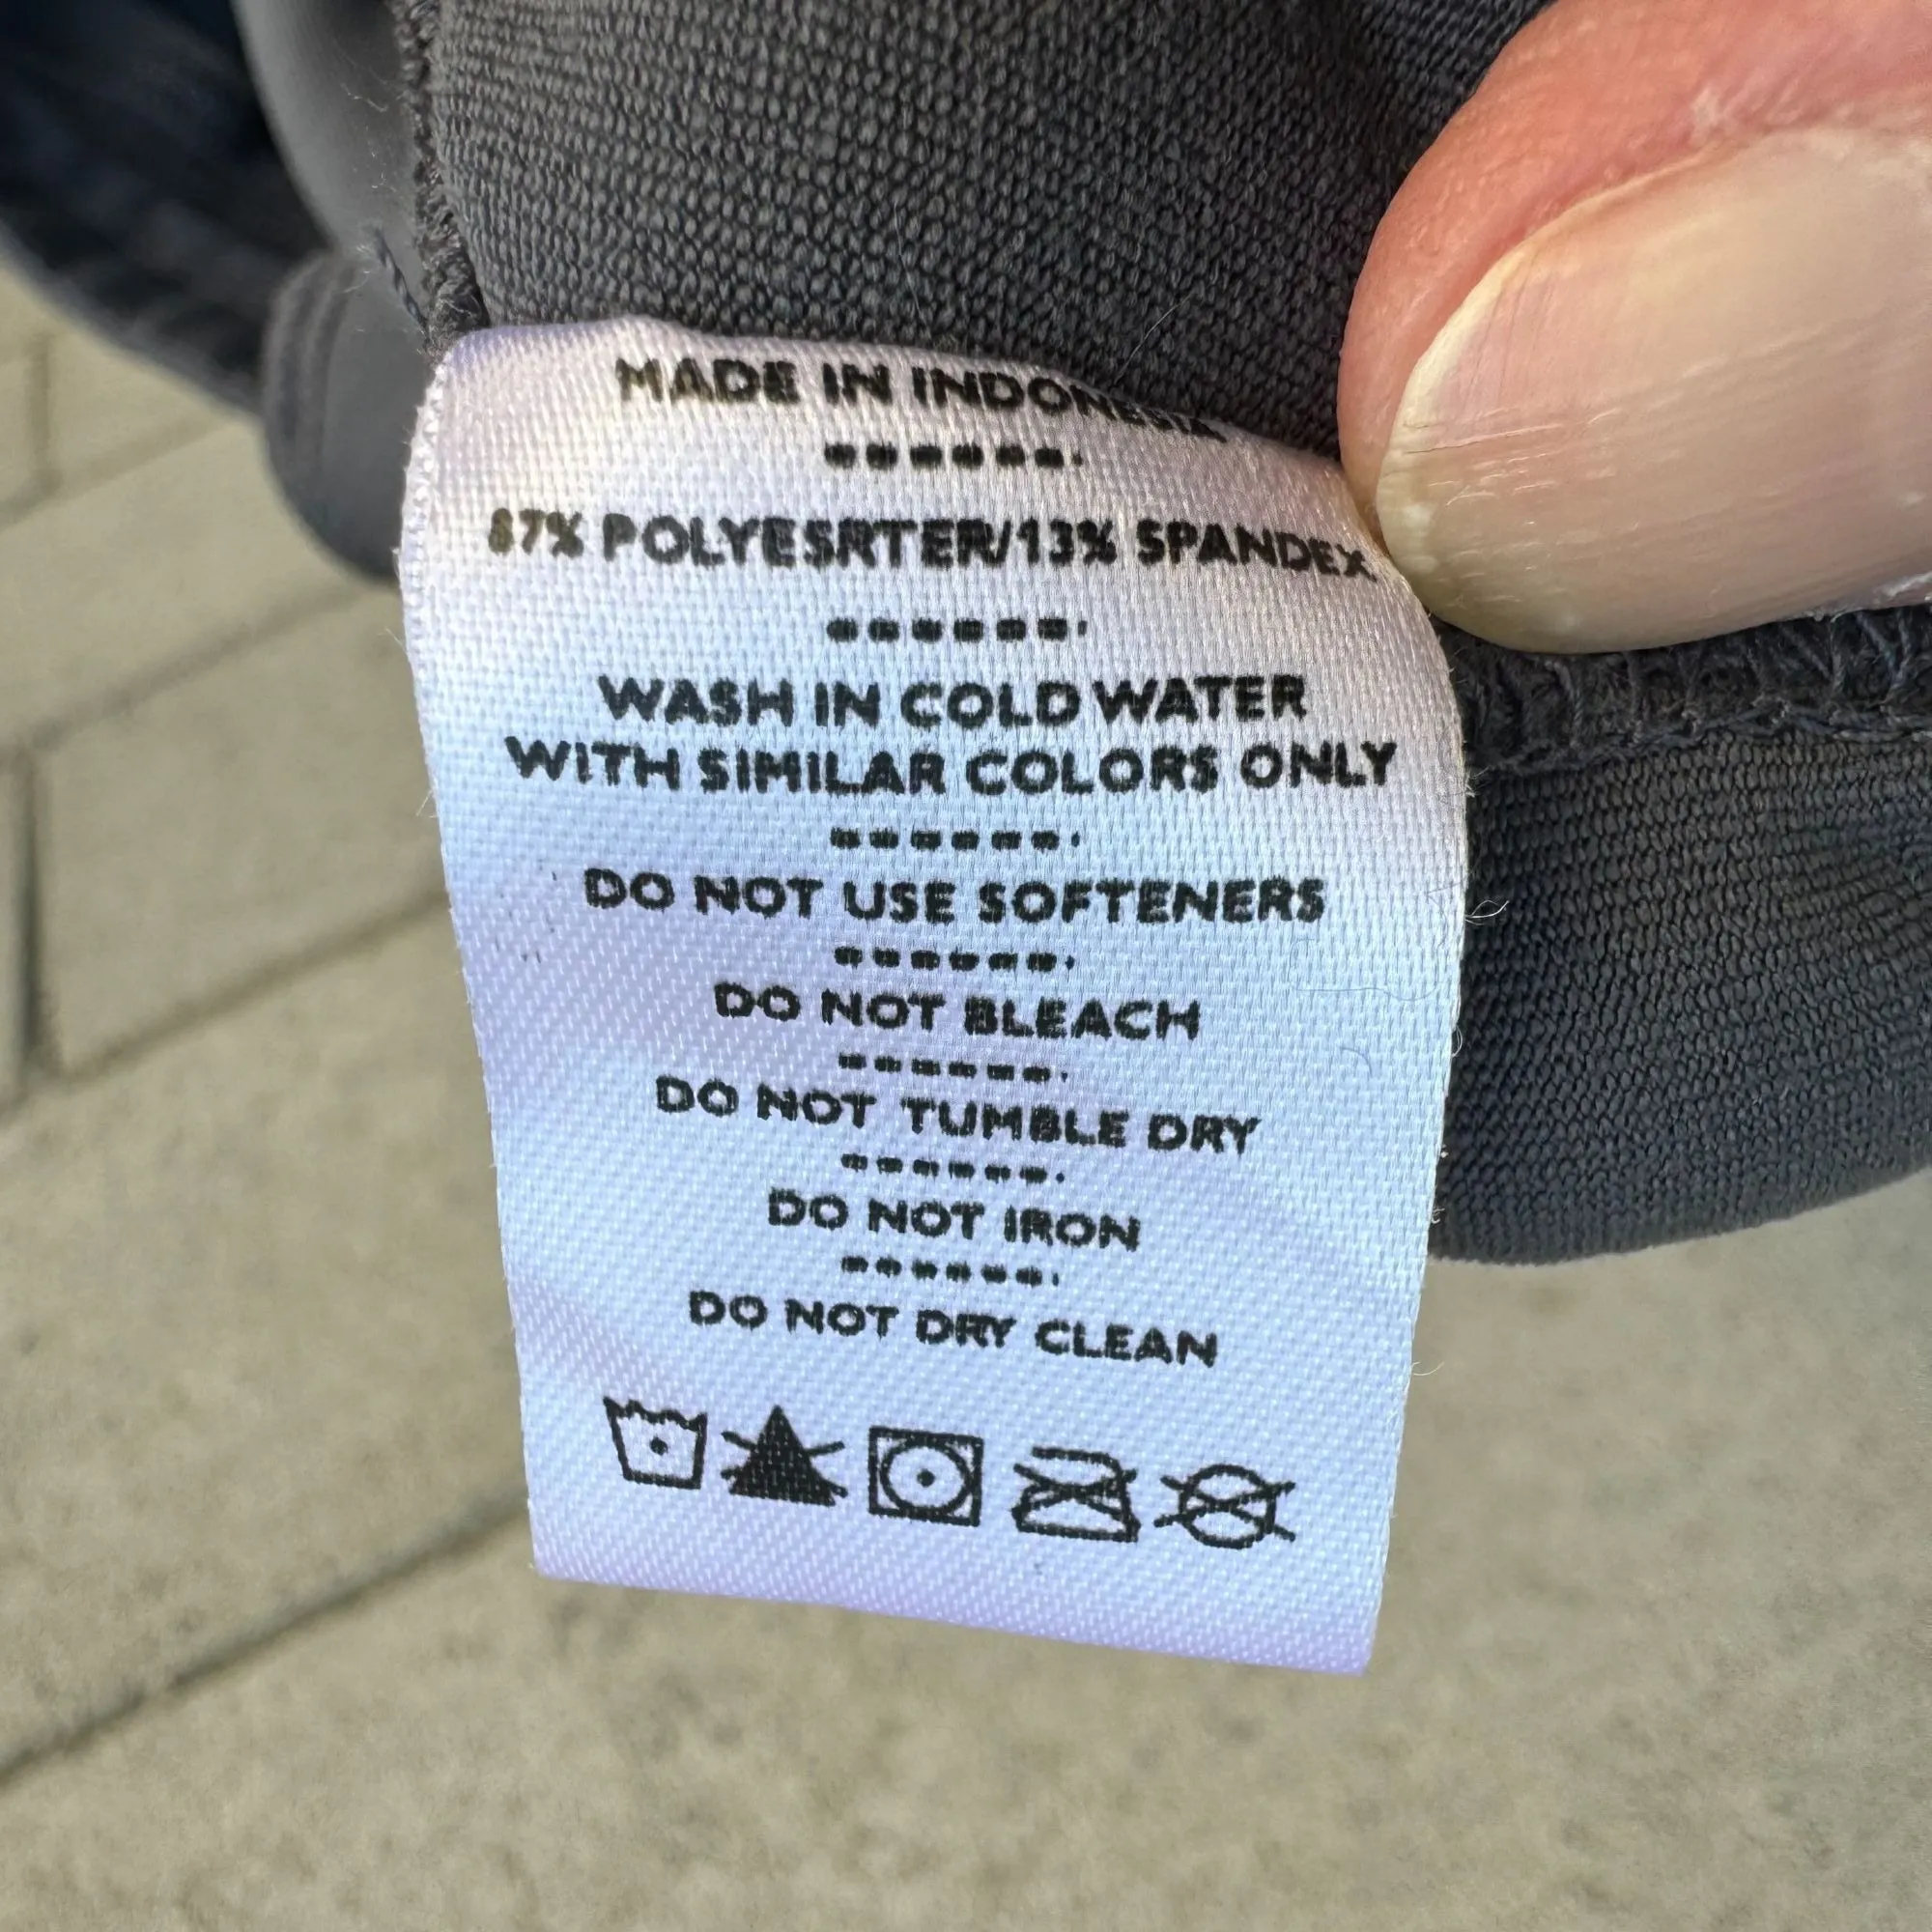 MADE IN INDONESIA
87% POLYESRTER/13% SPANDEX
WASH IN COLD WATER
WITH SIMILAR COLORS ONLY
DO NOT USE SOFTENERS
DO NOT BLEACH
DO NOT TUMBLE DRY
DO NOT IRON
DO NOT DRY CLEAN